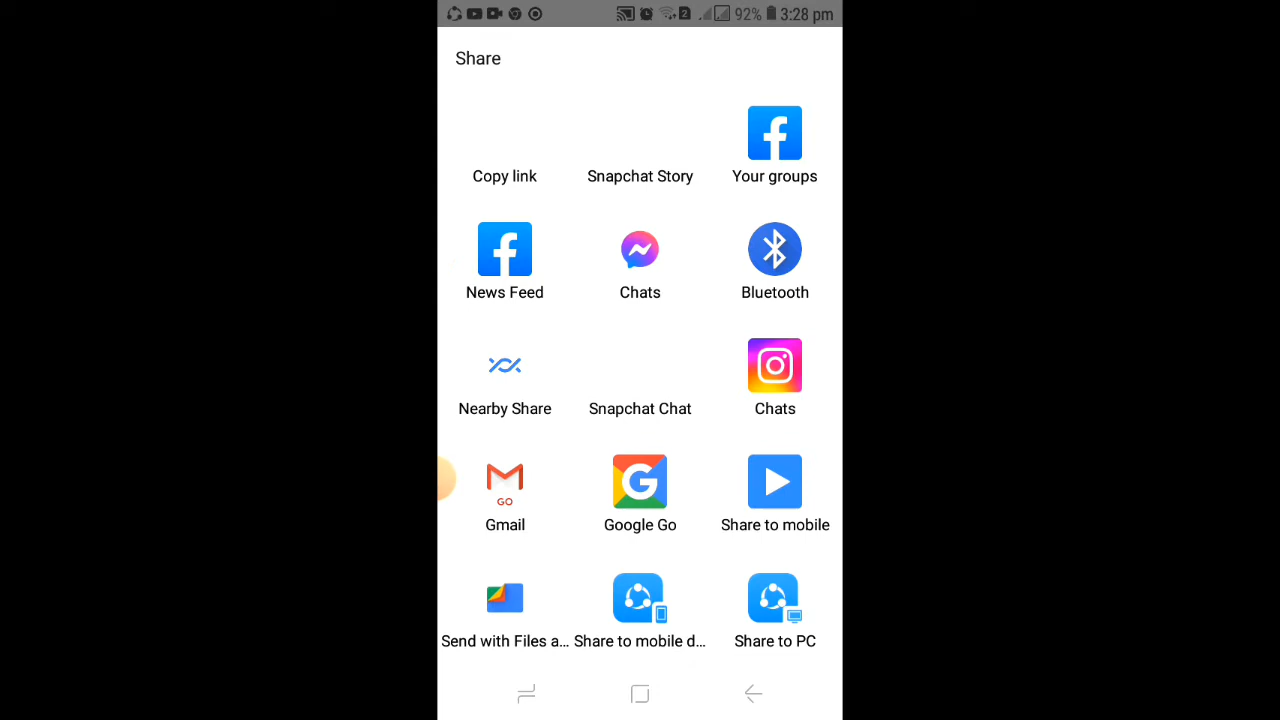 92% 3:28 pm
2
Share
Copy link Snapchat Story Your groups
News Feed Chats Bluetooth
Nearby Share Snapchat Chat Chats
GO
Gmail Google Go Share to mobile
Send with Files a... Share to mobile d... Share to PC